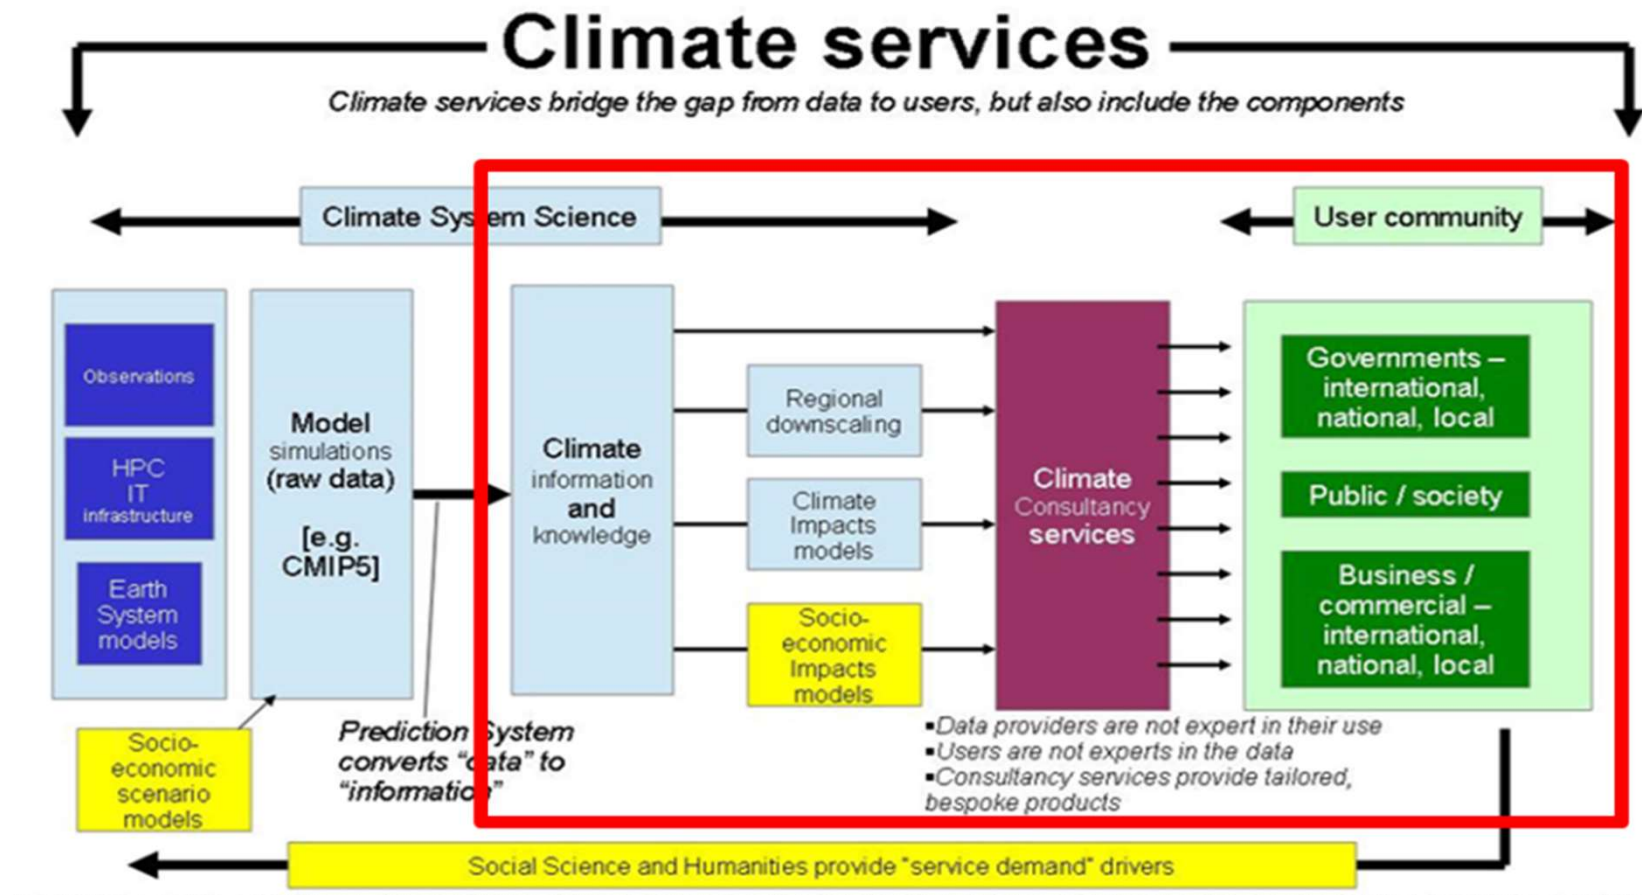 Climate services
Climate services bridge the gap from data to users, but also include the components
Climate System Science
User community
Observations
HPC
IT
infrastructure
Earth
System
models
Model
simulations
(raw data)
[e.g.
CMIP5]
Climate
information
and
knowledge
Regional
downscaling
Climate
Impacts
models
Socio-
economic
Impacts
models
Climate
Consultancy
services
Governments –
international,
national, local
Public / society
Business /
commercial –
international,
national, local
Socio-
economic
scenario
models
Prediction System
converts "data" to
"information"
▪Data providers are not expert in their use
▪Users are not experts in the data
▪Consultancy services provide tailored,
bespoke products
Social Science and Humanities provide "service demand" drivers